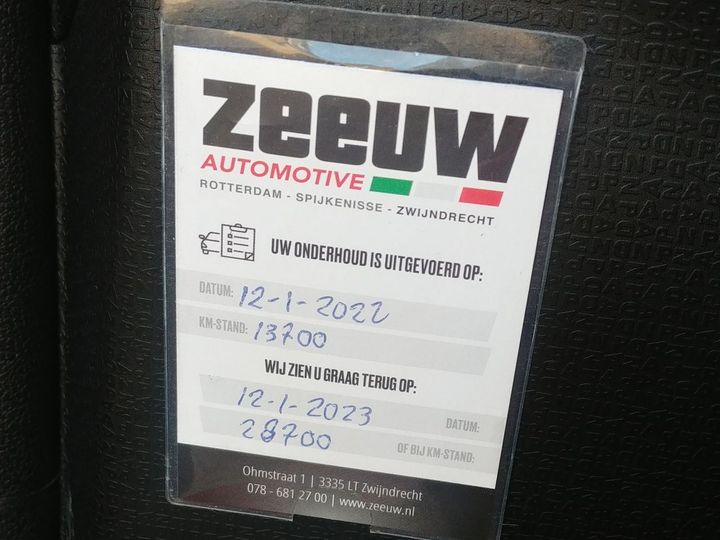 zeeuw
AUTOMOTIVE
ROTTERDAM - SPIJKENISSE - ZWIJNDRECHT
UW ONDERHOUD IS UITGEVOERD OP:
DATUM: 12-1-2022
KM-STAND: 13700
WIJ ZIEN U GRAAG TERUG OP:
12-1-2023 DATUM:
28700 OF BIJ KM-STAND:
Ohmstraat 1 | 3335 LT Zwijndrecht
078 - 681 27 00 | www.zeeuw.nl